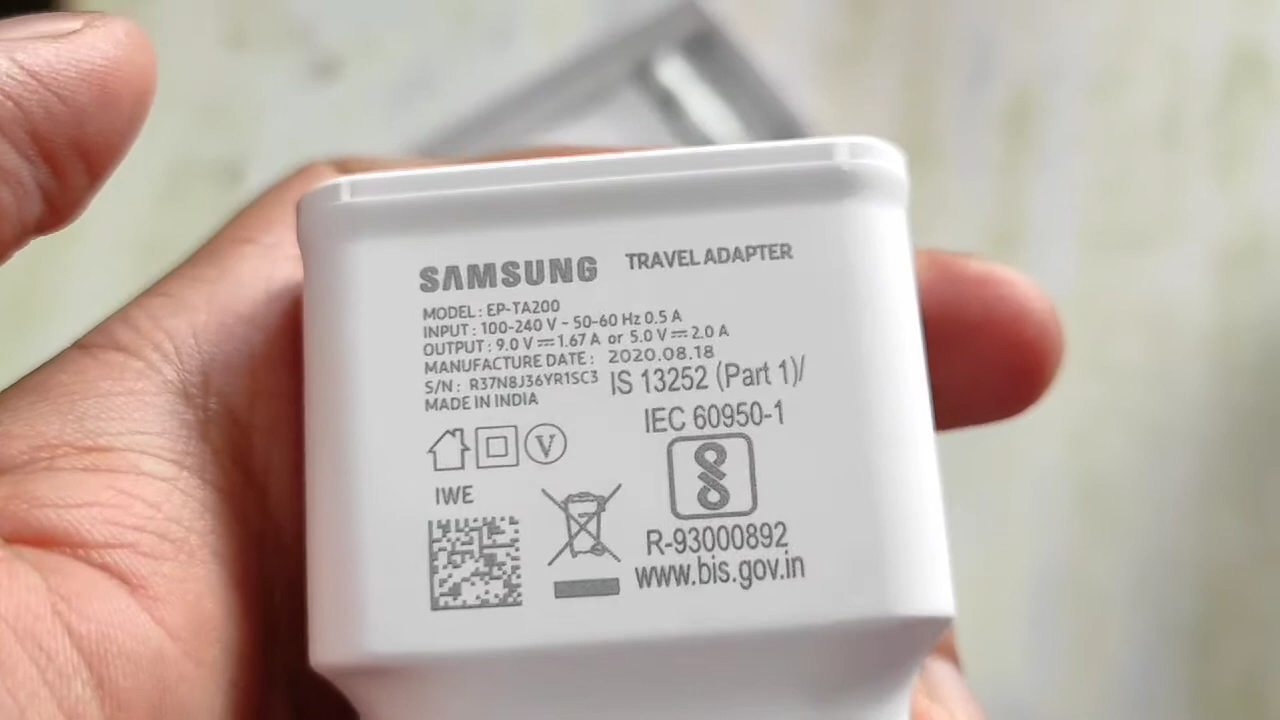 SAMSUNG TRAVEL ADAPTER
MODEL : EP-TA200
INPUT : 100-240 V ~ 50-60 Hz 0.5 A
OUTPUT : 9.0 V ⎓ 1.67 A or 5.0 V ⎓ 2.0 A
MANUFACTURE DATE : 2020.08.18
S/N : R37N8J36YR1SC3
MADE IN INDIA
IS 13252 (Part 1)/
IEC 60950-1
V
IWE
R-93000892
www.bis.gov.in